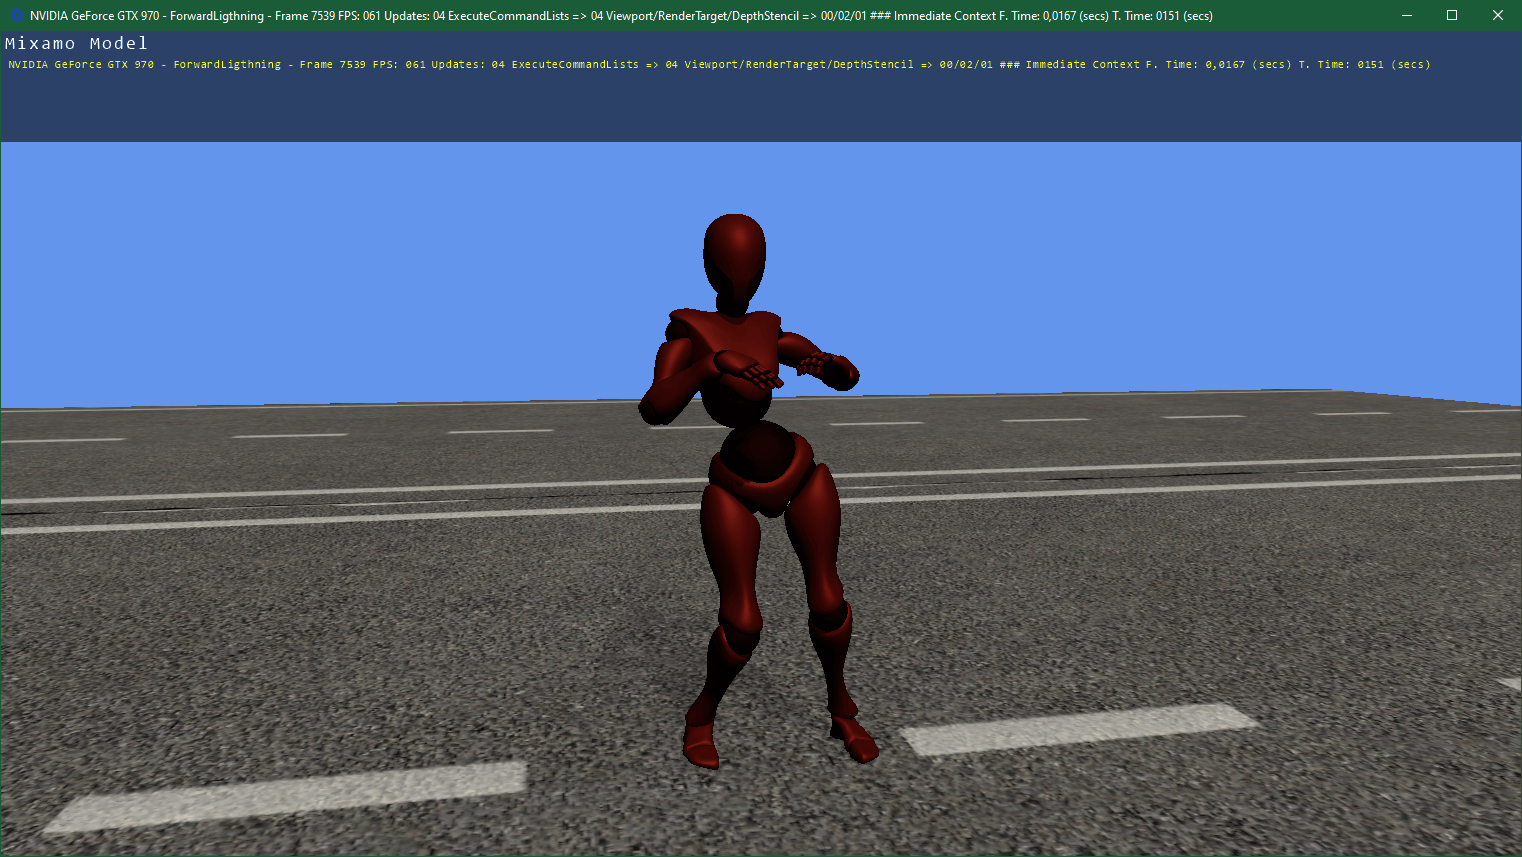 NVIDIA GeForce GTX 970 - ForwardLigthning - Frame 7539 FPS: 061 Updates: 04 ExecuteCommandLists => 04 Viewport/RenderTarget/DepthStencil => 00/02/01 ### Immediate Context F. Time: 0,0167 (secs) T. Time: 0151 (secs)
Mixamo Model
NVIDIA GeForce GTX 970 - ForwardLigthning - Frame 7539 FPS: 061 Updates: 04 ExecuteCommandLists => 04 Viewport/RenderTarget/DepthStencil => 00/02/01 ### Immediate Context F. Time: 0,0167 (secs) T. Time: 0151 (secs)